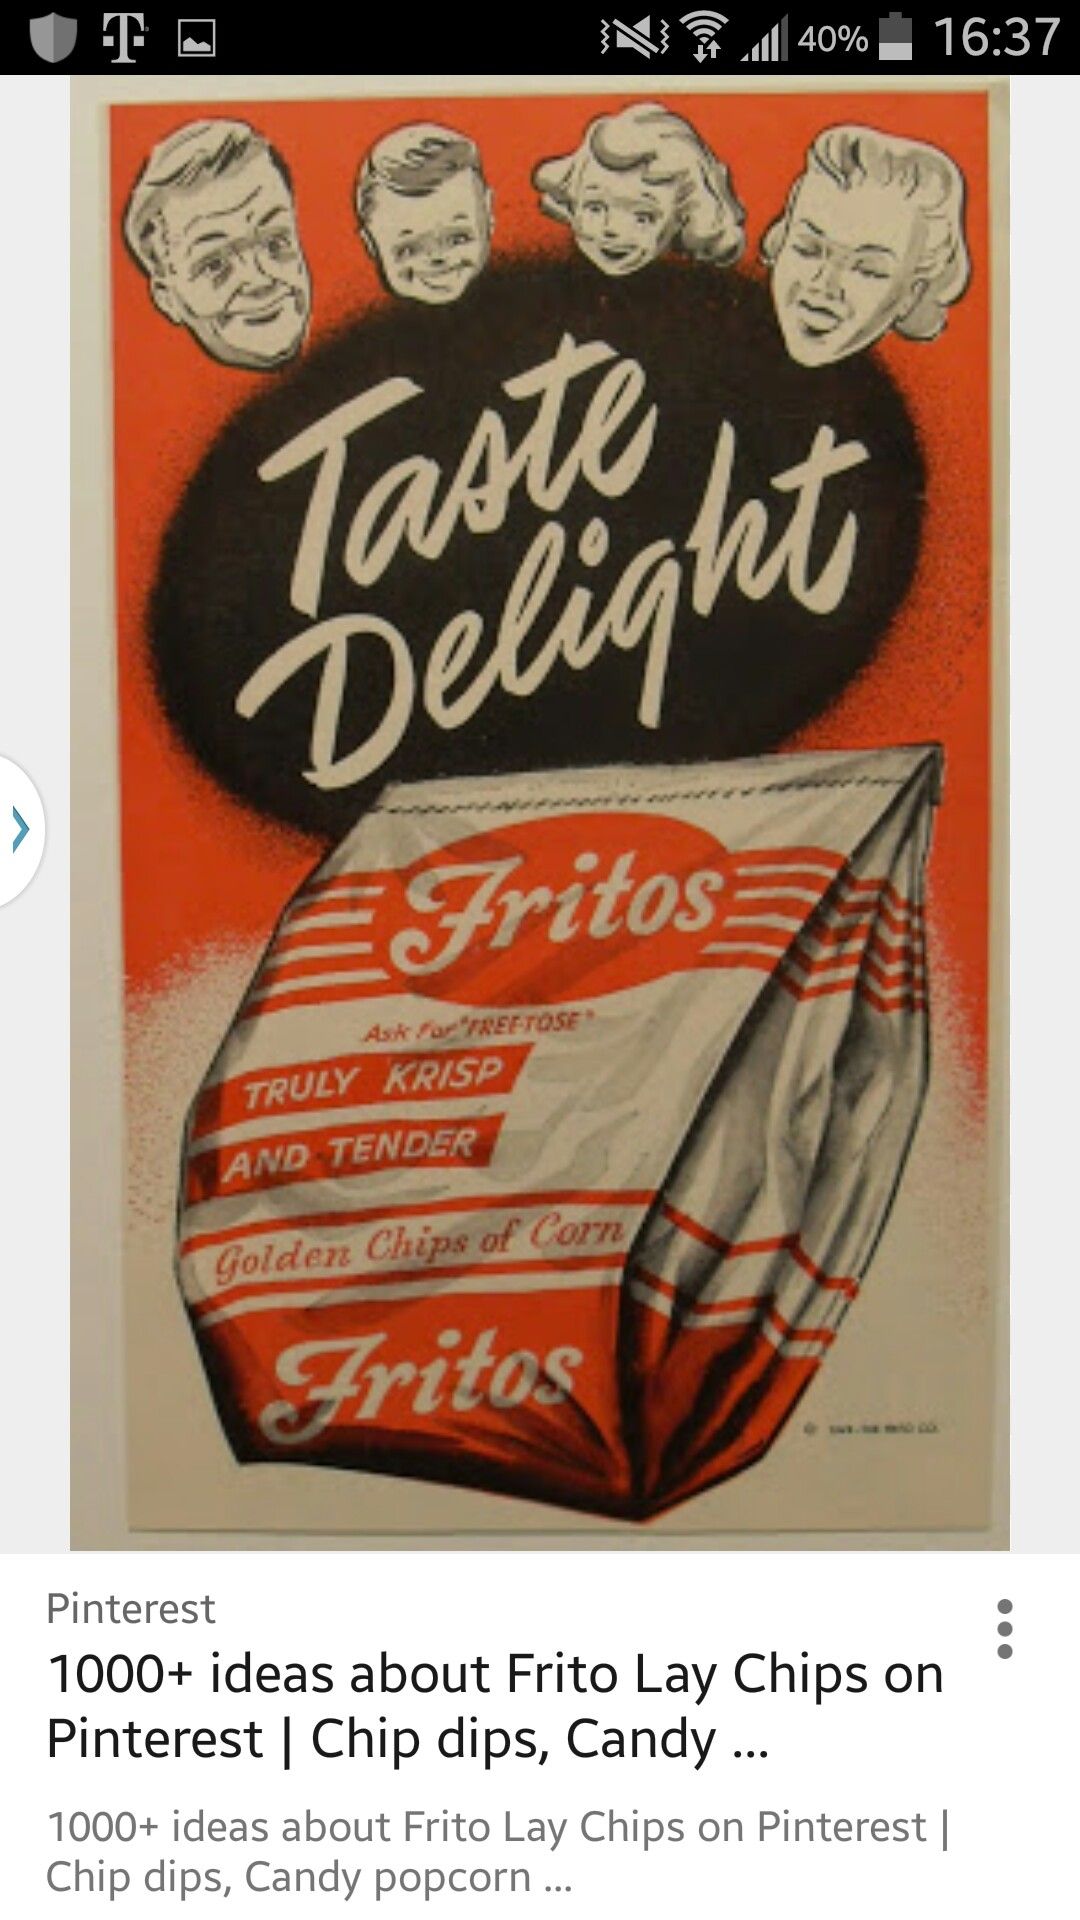 40% 16:37
Taste
Delight
Fritos
Ask For "FREE-TOSE"
TRULY KRISP
AND TENDER
Golden Chips of Corn
Fritos
Pinterest
1000+ ideas about Frito Lay Chips on
Pinterest | Chip dips, Candy ...
1000+ ideas about Frito Lay Chips on Pinterest |
Chip dips, Candy popcorn ...